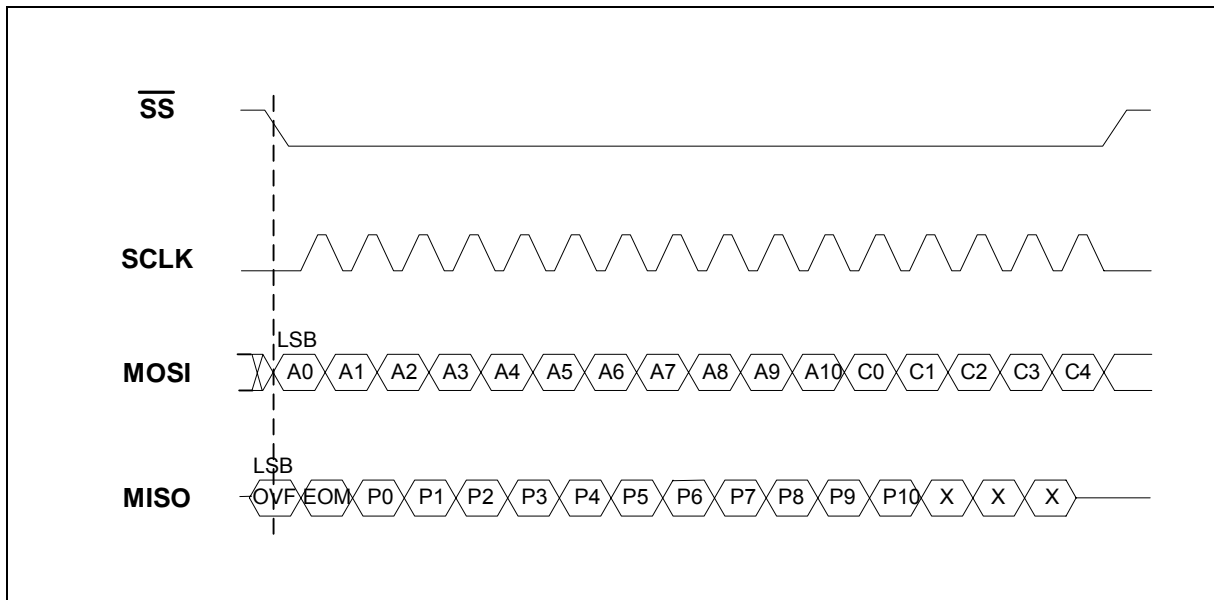 SS
SCLK
LSB
MOSI A0 A1 A2 A3 A4 A5 A6 A7 A8 A9 A10 C0 C1 C2 C3 C4
LSB
MISO OVF EOM P0 P1 P2 P3 P4 P5 P6 P7 P8 P9 P10 X X X